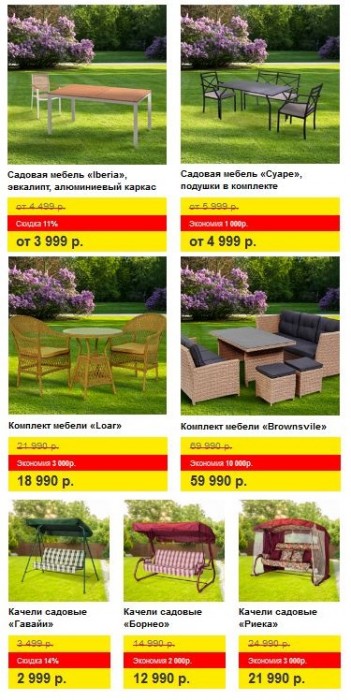 Садовая мебель «Iberia»,
эвкалипт, алюминиевый каркас
от 4 499 р.
Скидка 11%
от 3 999 р.
Садовая мебель «Суаре»,
подушки в комплекте
от 5 999 р.
Экономия 1 000р.
от 4 999 р.
Комплект мебели «Loar»
21 990 р.
Экономия 3 000р.
18 990 р.
Комплект мебели «Brownsvile»
69 990 р.
Экономия 10 000р.
59 990 р.
Качели садовые
«Гавайи»
3 499 р.
Скидка 14%
2 999 р.
Качели садовые
«Борнео»
14 990 р.
Экономия 2 000р.
12 990 р.
Качели садовые
«Риека»
24 990 р.
Экономия 3 000р.
21 990 р.